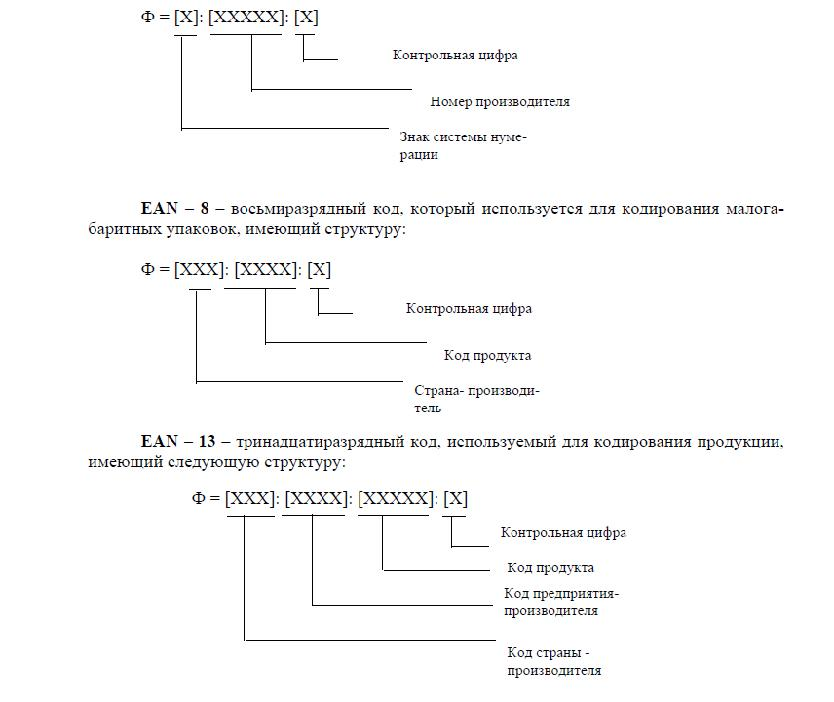 Ф = [X]: [XXXXX]: [X]
Контрольная цифра
Номер производителя
Знак системы нуме-
рации
EAN – 8 – восьмиразрядный код, который используется для кодирования малога-
баритных упаковок, имеющий структуру:
Ф = [XXX]: [XXXX]: [X]
Контрольная цифра
Код продукта
Страна- производи-
тель
EAN – 13 – тринадцатиразрядный код, используемый для кодирования продукции,
имеющий следующую структуру:
Ф = [XXX]: [XXXX]: [XXXXX]: [X]
Контрольная цифра
Код продукта
Код предприятия-
производителя
Код страны -
производителя